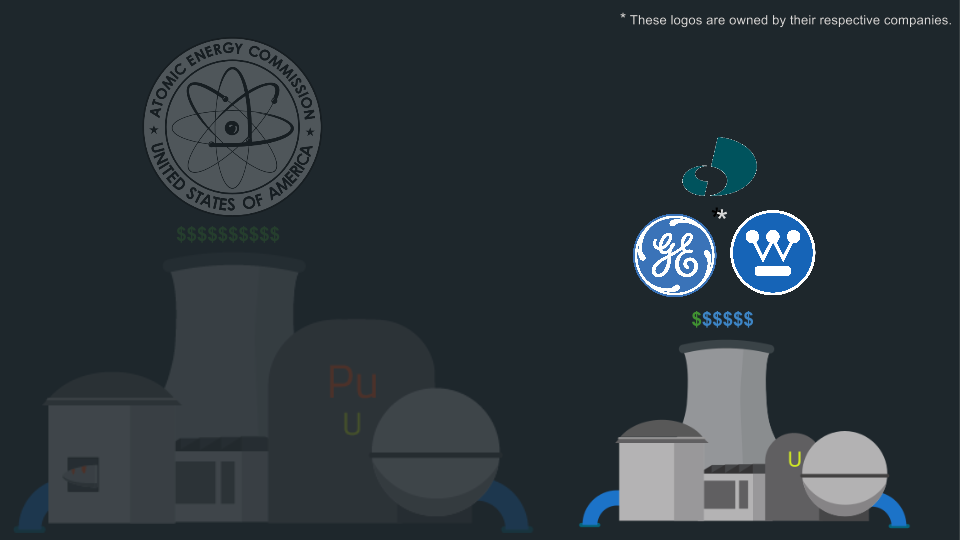 * These logos are owned by their respective companies.
ATOMIC ENERGY COMMISSION
UNITED STATES OF AMERICA
*
GE W
$$$$$$$$$$
$$$$$$
Pu
U
U